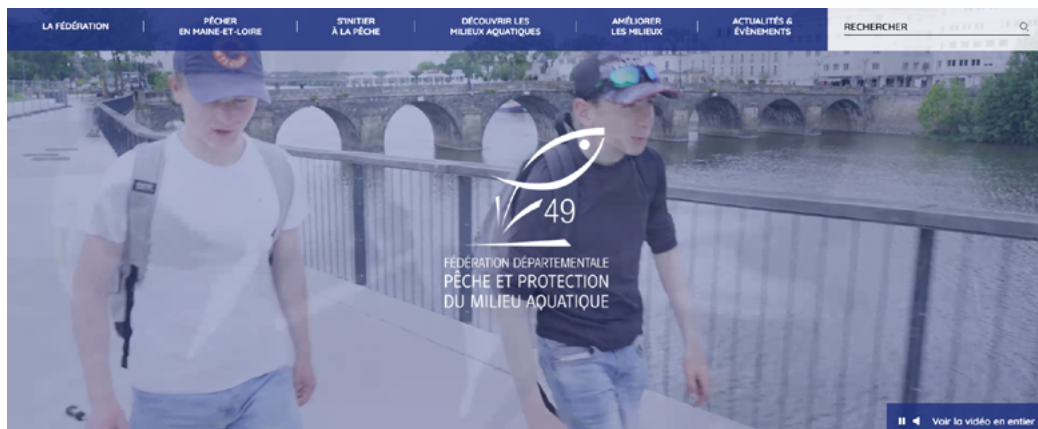 LA FÉDÉRATION
PÊCHER
EN MAINE-ET-LOIRE
S'INITIER
À LA PÊCHE
DÉCOUVRIR LES
MILIEUX AQUATIQUES
AMÉLIORER
LES MILIEUX
ACTUALITÉS &
ÉVÈNEMENTS
RECHERCHER
49
FÉDÉRATION DÉPARTEMENTALE
PÊCHE ET PROTECTION
DU MILIEU AQUATIQUE
Voir la vidéo en entier